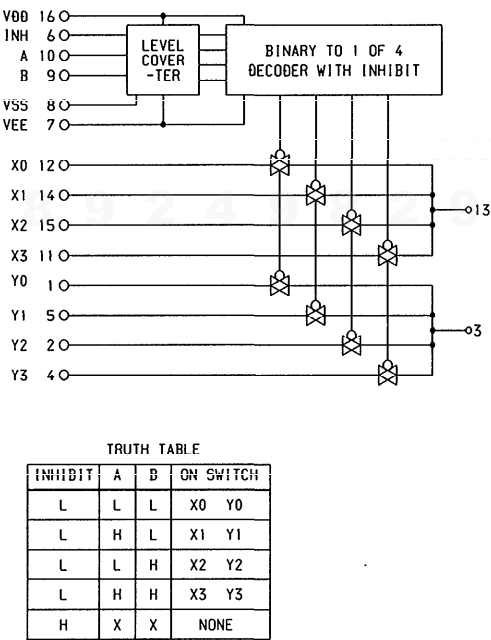 VDD 16
INH 6
A 10
B 9
VSS 8
VEE 7
LEVEL
COVER
-TER
BINARY TO 1 OF 4
DECODER WITH INHIBIT
X0 12
X1 14
X2 15
X3 11
13
Y0 1
Y1 5
Y2 2
Y3 4
3
TRUTH TABLE
INHIBIT A B ON SWITCH
L L L X0 Y0
L H L X1 Y1
L L H X2 Y2
L H H X3 Y3
H X X NONE